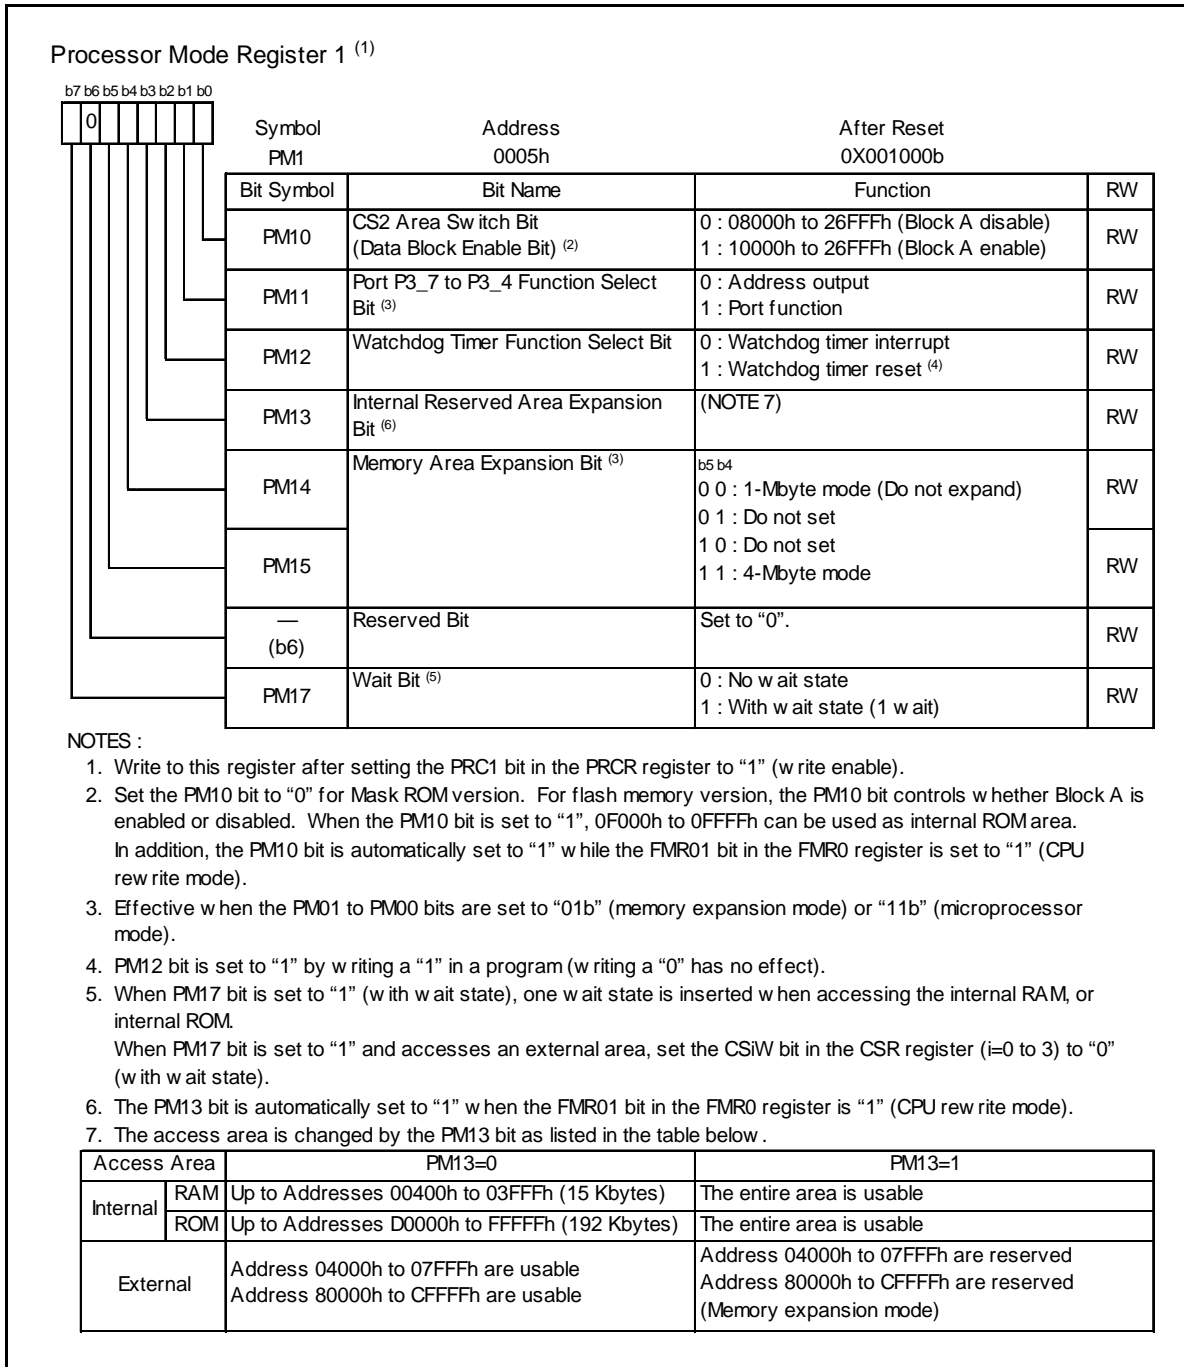 Processor Mode Register 1 (1)
b7 b6 b5 b4 b3 b2 b1 b0
0
Symbol Address After Reset
PM1 0005h 0X001000b
Bit Symbol Bit Name Function RW
PM10 CS2 Area Switch Bit 0 : 08000h to 26FFFh (Block A disable) RW
(Data Block Enable Bit) (2) 1 : 10000h to 26FFFh (Block A enable)
PM11 Port P3_7 to P3_4 Function Select 0 : Address output RW
Bit (3) 1 : Port function
PM12 Watchdog Timer Function Select Bit 0 : Watchdog timer interrupt RW
1 : Watchdog timer reset (4)
PM13 Internal Reserved Area Expansion (NOTE 7) RW
Bit (6)
Memory Area Expansion Bit (3) b5 b4
PM14 0 0 : 1-Mbyte mode (Do not expand) RW
0 1 : Do not set
1 0 : Do not set
PM15 1 1 : 4-Mbyte mode RW
— Reserved Bit Set to “0”. RW
(b6)
PM17 Wait Bit (5) 0 : No wait state RW
1 : With wait state (1 wait)
NOTES :
1. Write to this register after setting the PRC1 bit in the PRCR register to “1” (write enable).
2. Set the PM10 bit to “0” for Mask ROM version. For flash memory version, the PM10 bit controls whether Block A is
enabled or disabled. When the PM10 bit is set to “1”, 0F000h to 0FFFFh can be used as internal ROM area.
In addition, the PM10 bit is automatically set to “1” while the FMR01 bit in the FMR0 register is set to “1” (CPU
rewrite mode).
3. Effective when the PM01 to PM00 bits are set to “01b” (memory expansion mode) or “11b” (microprocessor
mode).
4. PM12 bit is set to “1” by writing a “1” in a program (writing a “0” has no effect).
5. When PM17 bit is set to “1” (with wait state), one wait state is inserted when accessing the internal RAM, or
internal ROM.
When PM17 bit is set to “1” and accesses an external area, set the CSiW bit in the CSR register (i=0 to 3) to “0”
(with wait state).
6. The PM13 bit is automatically set to “1” when the FMR01 bit in the FMR0 register is “1” (CPU rewrite mode).
7. The access area is changed by the PM13 bit as listed in the table below.
Access Area PM13=0 PM13=1
Internal RAM Up to Addresses 00400h to 03FFFh (15 Kbytes) The entire area is usable
ROM Up to Addresses D0000h to FFFFFh (192 Kbytes) The entire area is usable
External Address 04000h to 07FFFh are usable Address 04000h to 07FFFh are reserved
Address 80000h to CFFFFh are usable Address 80000h to CFFFFh are reserved
(Memory expansion mode)